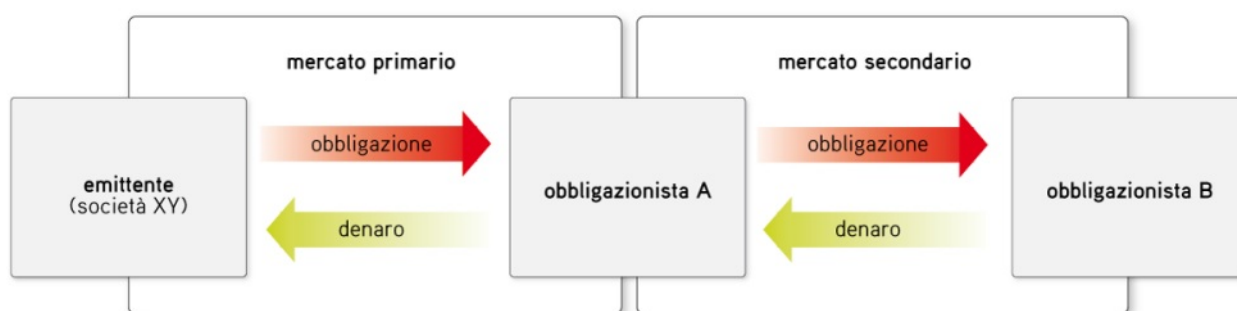 mercato primario
mercato secondario
emittente
(società XY)
obbligazione
denaro
obbligazionista A
obbligazione
denaro
obbligazionista B